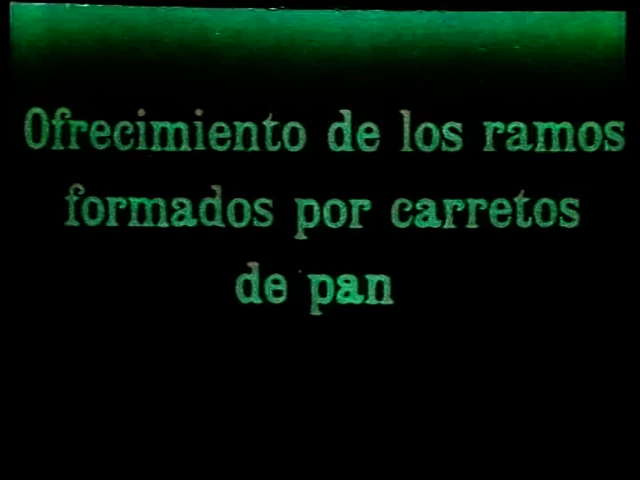 Ofrecimiento de los ramos
formados por carretos
de pan